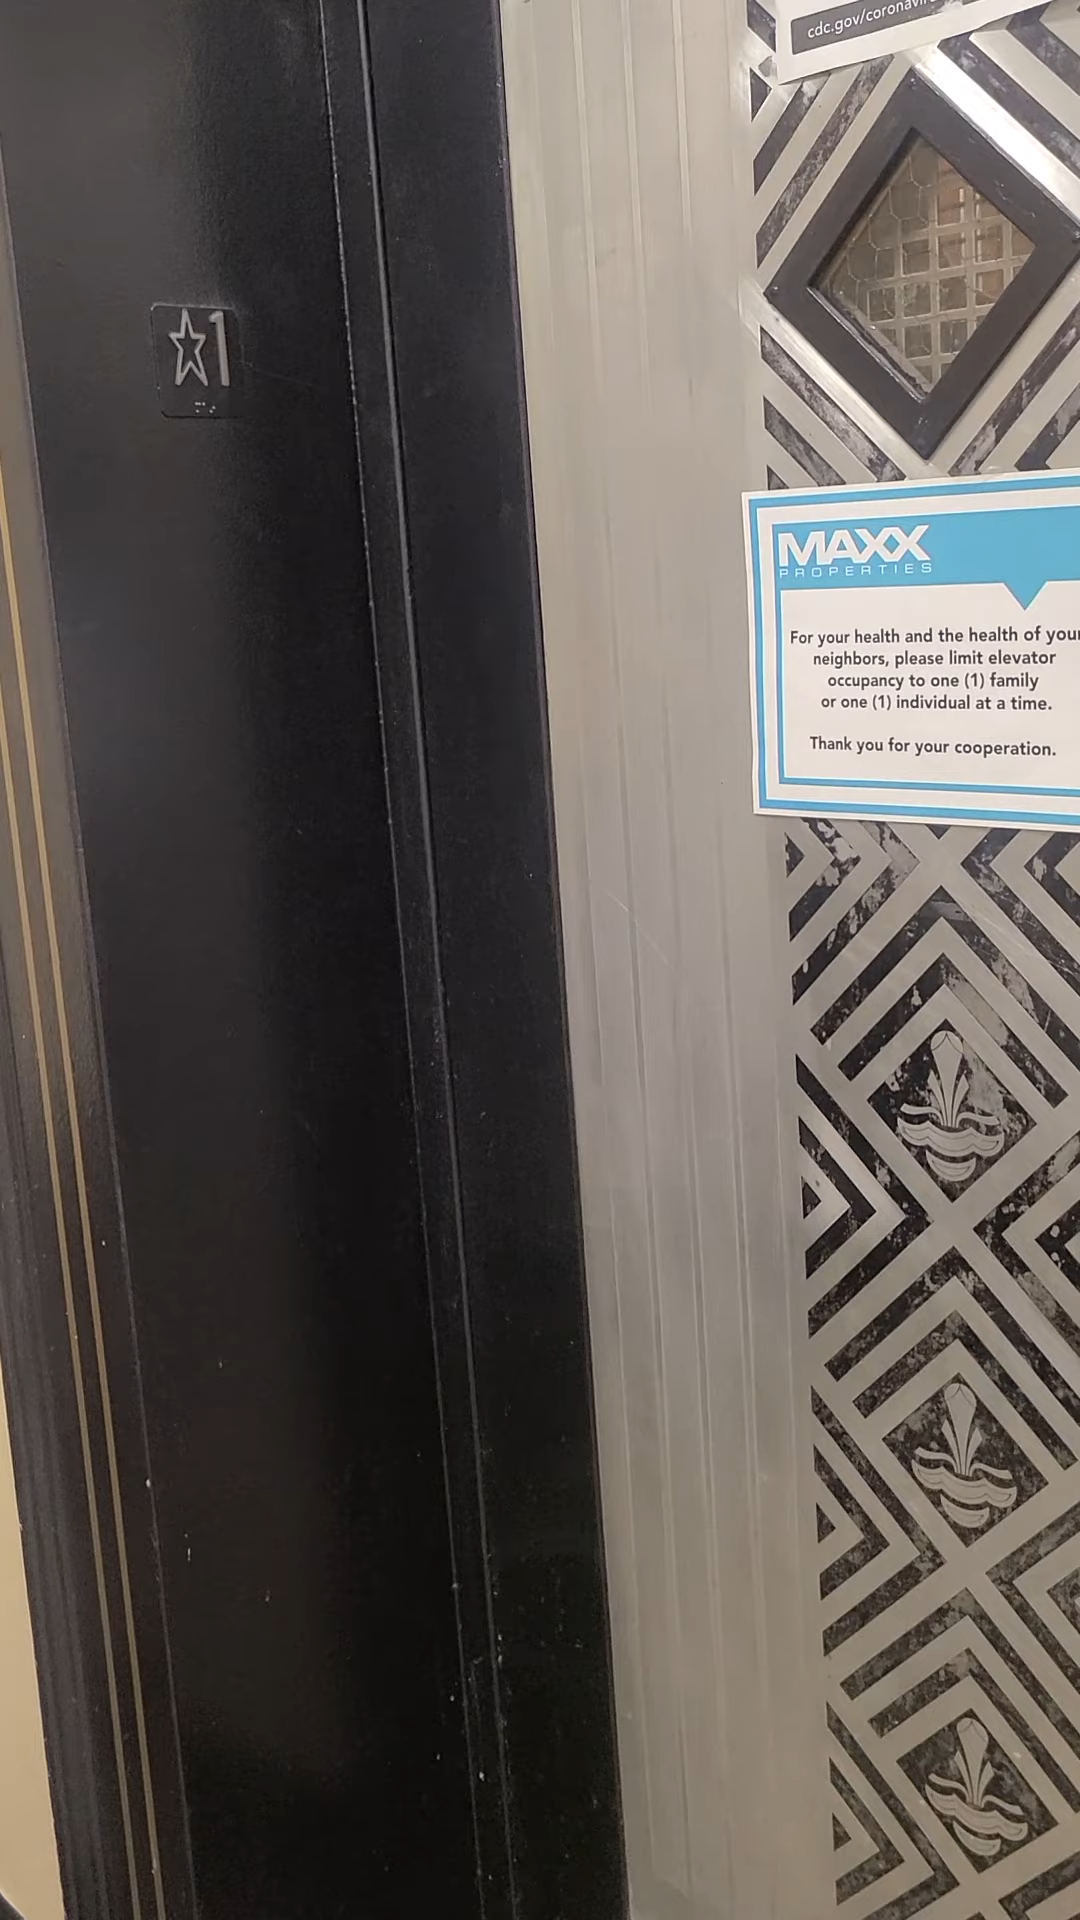 cdc.gov/coronavi
☆1
MAXX
PROPERTIES
For your health and the health of your
neighbors, please limit elevator
occupancy to one (1) family
or one (1) individual at a time.
Thank you for your cooperation.